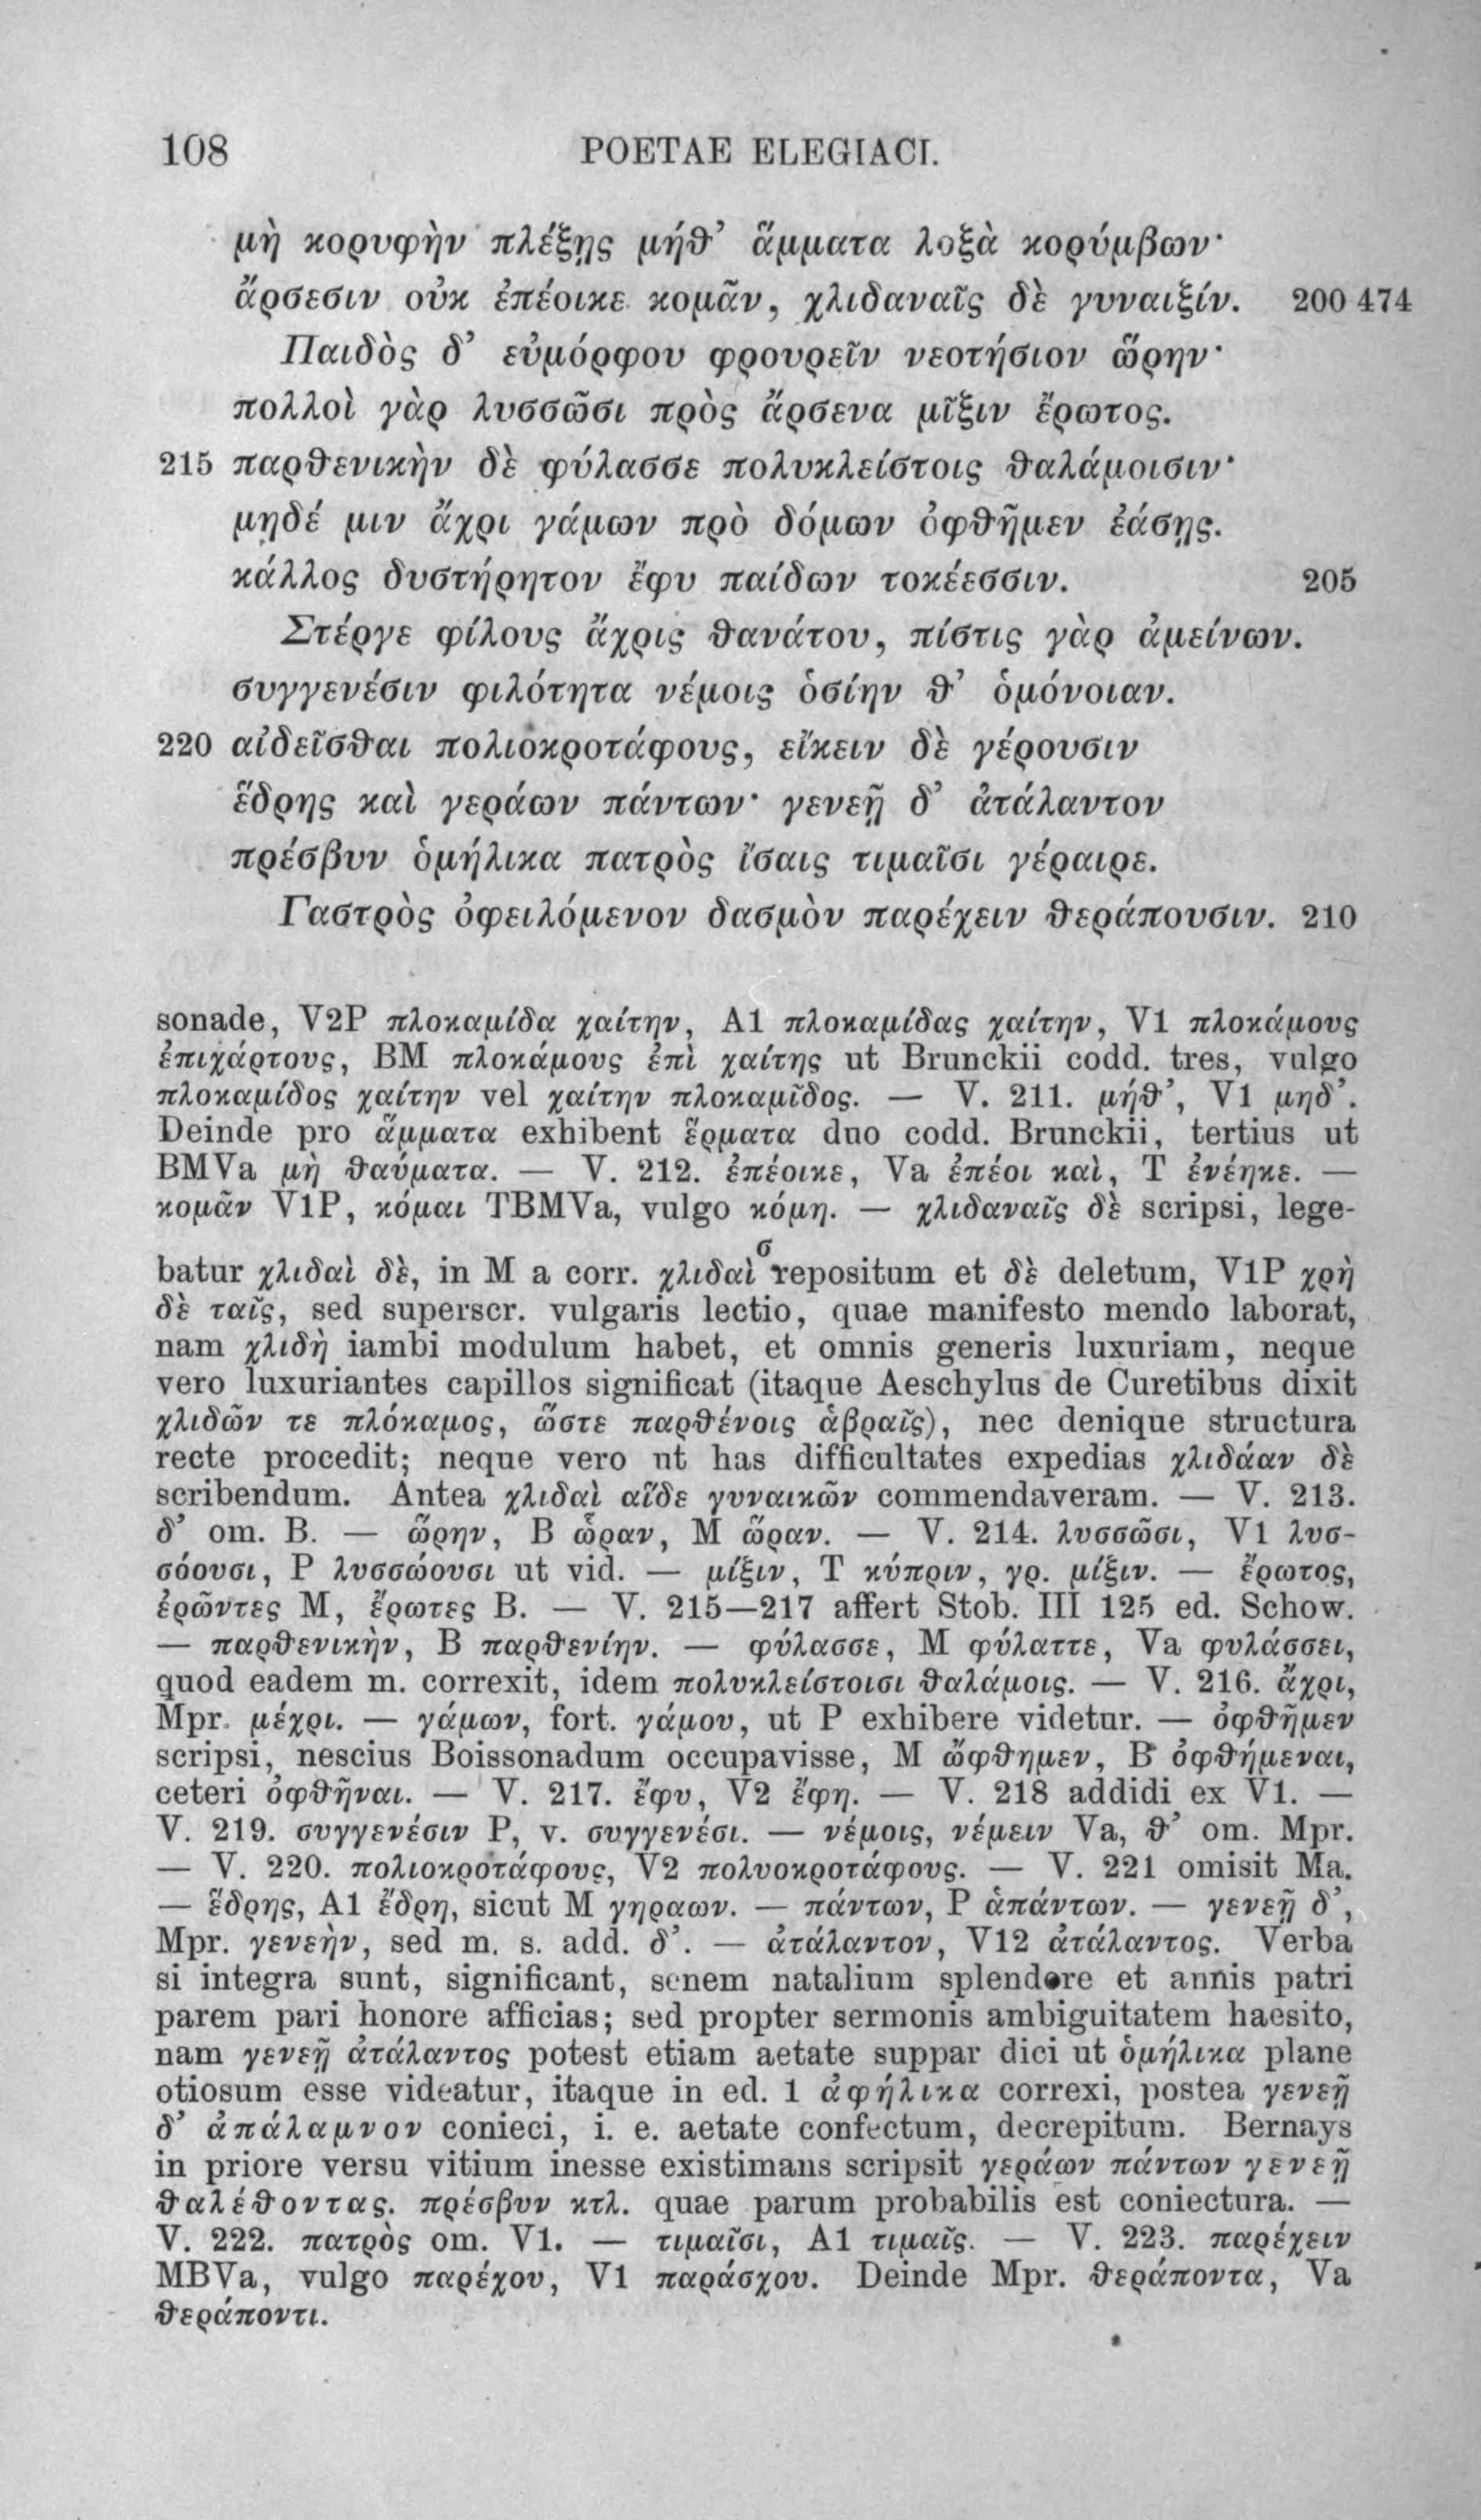 108 POETAE ELEGIACI.
μὴ κορυφὴν πλέξῃς μήθ’ ἅμματα λοξὰ κορύμβων·
ἄρσεσιν οὐκ ἐπέοικε κομᾶν, χλιδαναῖς δὲ γυναιξίν. 200 474
Παιδὸς δ’ εὐμόρφου φρουρεῖν νεοτήσιον ὥρην·
πολλοὶ γὰρ λυσσῶσι πρὸς ἄρσενα μῖξιν ἔρωτος.
215 παρθενικὴν δὲ φύλασσε πολυκλείστοις θαλάμοισιν·
μηδέ μιν ἄχρι γάμων πρὸ δόμων ὀφθῆμεν ἐάσῃς.
κάλλος δυστήρητον ἔφυ παίδων τοκέεσσιν. 205
Στέργε φίλους ἄχρις θανάτου, πίστις γὰρ ἀμείνων.
συγγενέσιν φιλότητα νέμοις ὁσίην θ’ ὁμόνοιαν.
220 αἰδεῖσθαι πολιοκροτάφους, εἴκειν δὲ γέρουσιν
ἕδρης καὶ γεράων πάντων· γενεῇ δ’ ἀτάλαντον
πρέσβυν ὁμήλικα πατρὸς ἴσαις τιμαῖσι γέραιρε.
Γαστρὸς ὀφειλόμενον δασμὸν παρέχειν θεράπουσιν. 210
sonade, V2P πλοκαμίδα χαίτην, A1 πλοκαμίδας χαίτην, V1 πλοκάμους
ἐπιχάρτους, BM πλοκάμους ἐπὶ χαίτης ut Brunckii codd. tres, vulgo
πλοκαμίδος χαίτην vel χαίτην πλοκαμῖδος. — V. 211. μήθ’, V1 μηδ’.
Deinde pro ἅμματα exhibent ἕρματα duo codd. Brunckii, tertius ut
BMVa μὴ θαύματα. — V. 212. ἐπέοικε, Va ἐπέοι καὶ, T ἐνέηκε. —
κομᾶν V1P, κόμαι TBMVa, vulgo κόμη. — χλιδαναῖς δὲ scripsi, lege-
batur χλιδαὶ δὲ, in M a corr. χλιδαὶσ repositum et δὲ deletum, V1P χρὴ
δὲ ταῖς, sed superscr. vulgaris lectio, quae manifesto mendo laborat,
nam χλιδὴ iambi modulum habet, et omnis generis luxuriam, neque
vero luxuriantes capillos significat (itaque Aeschylus de Curetibus dixit
χλιδῶν τε πλόκαμος, ὥστε παρθένοις ἁβραῖς), nec denique structura
recte procedit; neque vero ut has difficultates expedias χλιδάαν δὲ
scribendum. Antea χλιδαὶ αἵδε γυναικῶν commendaveram. — V. 213.
δ’ om. B. — ὥρην, B ὧραν, M ὥραν. — V. 214. λυσσῶσι, V1 λυσ-
σόουσι, P λυσσώουσι ut vid. — μίξιν, T κύπριν, γρ. μίξιν. — ἔρωτος,
ἐρῶντες M, ἔρωτες B. — V. 215—217 affert Stob. III 125 ed. Schow.
— παρθενικὴν, B παρθενίην. — φύλασσε, M φύλαττε, Va φυλάσσει,
quod eadem m. correxit, idem πολυκλείστοισι θαλάμοις. — V. 216. ἄχρι,
Mpr. μέχρι. — γάμων, fort. γάμου, ut P exhibere videtur. — ὀφθῆμεν
scripsi, nescius Boissonadum occupavisse, M ὤφθημεν, B ὀφθήμεναι,
ceteri ὀφθῆναι. — V. 217. ἔφυ, V2 ἔφη. — V. 218 addidi ex V1. —
V. 219. συγγενέσιν P, v. συγγενέσι. — νέμοις, νέμειν Va, θ’ om. Mpr.
— V. 220. πολιοκροτάφους, V2 πολυοκροτάφους. — V. 221 omisit Ma.
— ἕδρης, A1 ἕδρη, sicut M γηραων. — πάντων, P ἁπάντων. — γενεῇ δ’,
Mpr. γενεὴν, sed m. s. add. δ’. — ἀτάλαντον, V12 ἀτάλαντος. Verba
si integra sunt, significant, senem natalium splendore et annis patri
parem pari honore afficias; sed propter sermonis ambiguitatem haesito,
nam γενεῇ ἀτάλαντος potest etiam aetate suppar dici ut ὁμήλικα plane
otiosum esse videatur, itaque in ed. 1 ἀφήλικα correxi, postea γενεῇ
δ’ ἀπάλαμνον conieci, i. e. aetate confectum, decrepitum. Bernays
in priore versu vitium inesse existimans scripsit γεράων πάντων γενεῇ
θαλέθοντας. πρέσβυν κτλ. quae parum probabilis est coniectura. —
V. 222. πατρὸς om. V1. — τιμαῖσι, A1 τιμαῖς. — V. 223. παρέχειν
MBVa, vulgo παρέχου, V1 παράσχου. Deinde Mpr. θεράποντα, Va
θεράποντι.